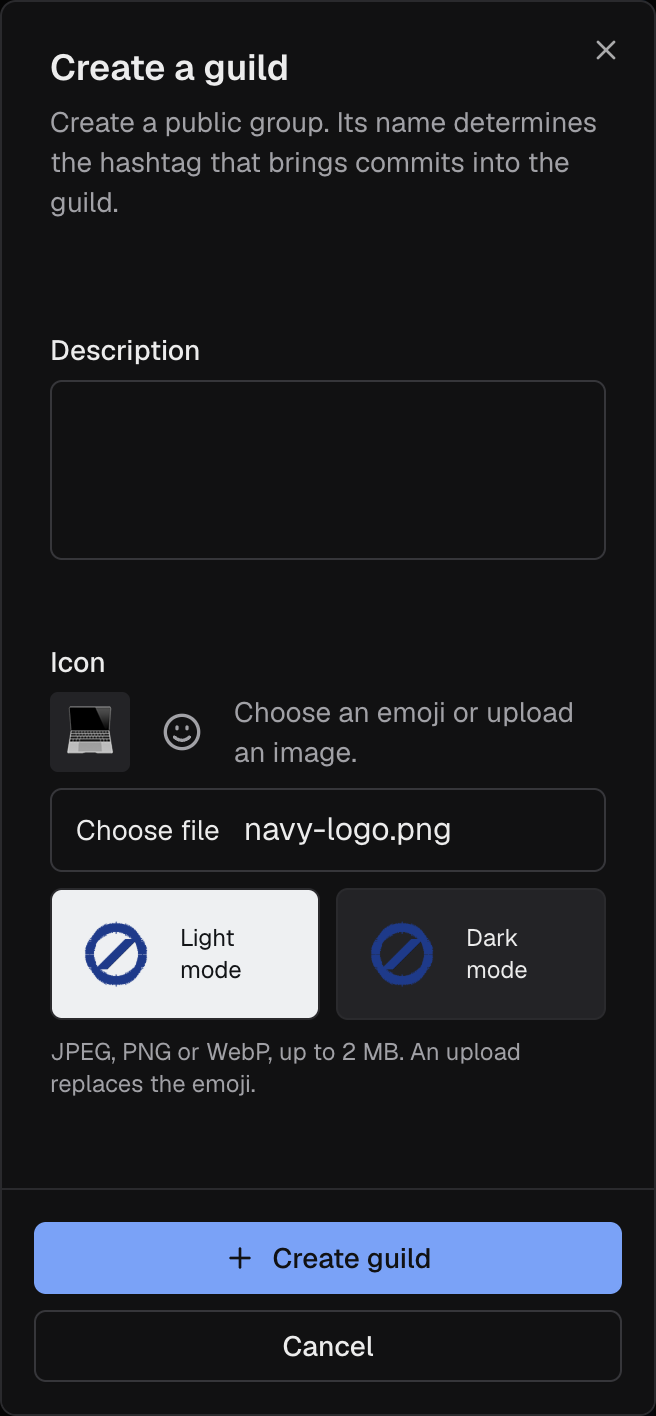 Create a guild
Create a public group. Its name determines
the hashtag that brings commits into the
guild.
Description
Icon
Choose an emoji or upload
an image.
Choose file navy-logo.png
Light
mode
Dark
mode
JPEG, PNG or WebP, up to 2 MB. An upload
replaces the emoji.
Create guild
Cancel